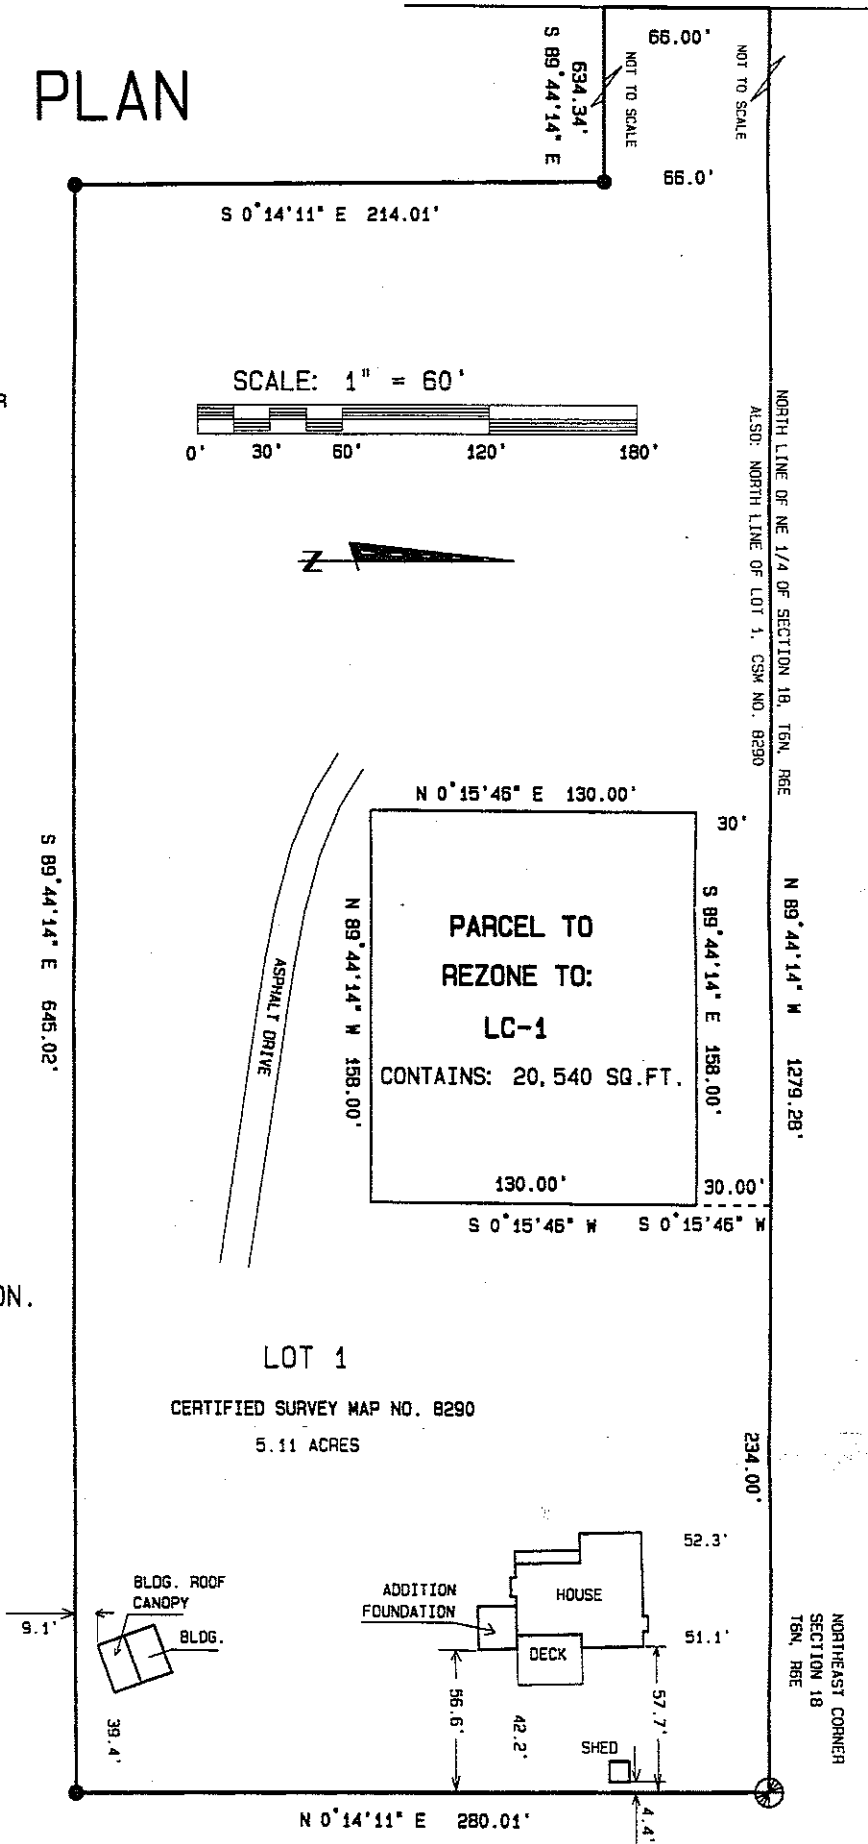 PLAN
66.00'
S 89°44'14" E
634.34'
NOT TO SCALE
NOT TO SCALE
66.0'
S 0°14'11" E 214.01'
SCALE: 1" = 60'
R
0' 30' 60' 120' 180'
NORTH LINE OF NE 1/4 OF SECTION 18, T6N, R6E
ALSO: NORTH LINE OF LOT 1, CSM NO. 8290
N
N 0°15'46" E 130.00'
30'
S 89°44'14" E 645.02'
N 89°44'14" W 158.00'
S 89°44'14" E 158.00'
N 89°44'14" W 1279.28'
PARCEL TO
REZONE TO:
LC-1
CONTAINS: 20,540 SQ.FT.
ASPHALT DRIVE
130.00'
30.00'
S 0°15'46" W
S 0°15'46" W
ON.
LOT 1
CERTIFIED SURVEY MAP NO. 8290
5.11 ACRES
234.00'
52.3'
HOUSE
ADDITION
FOUNDATION
BLDG. ROOF
CANOPY
BLDG.
9.1'
51.1'
DECK
NORTHEAST CORNER
SECTION 18
T6N, R6E
56.6'
42.2'
57.7'
39.4'
SHED
4.4'
N 0°14'11" E 280.01'